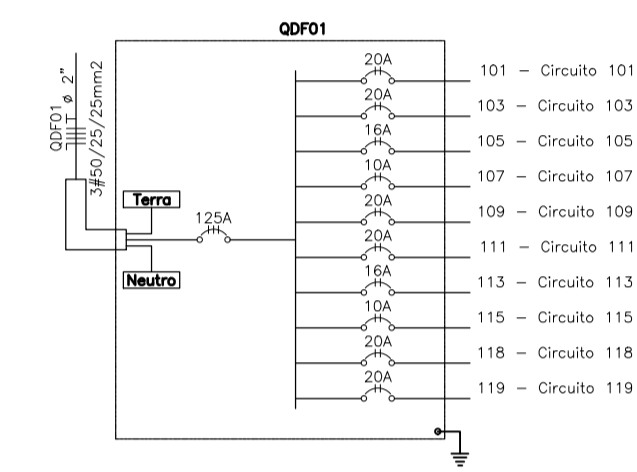 QDF01
QDF01
ø 2"
3#50/25/25mm2
Terra
125A
Neutro
20A
101 – Circuito 101
20A
103 – Circuito 103
16A
105 – Circuito 105
10A
107 – Circuito 107
20A
109 – Circuito 109
20A
111 – Circuito 111
16A
113 – Circuito 113
10A
115 – Circuito 115
20A
118 – Circuito 118
20A
119 – Circuito 119